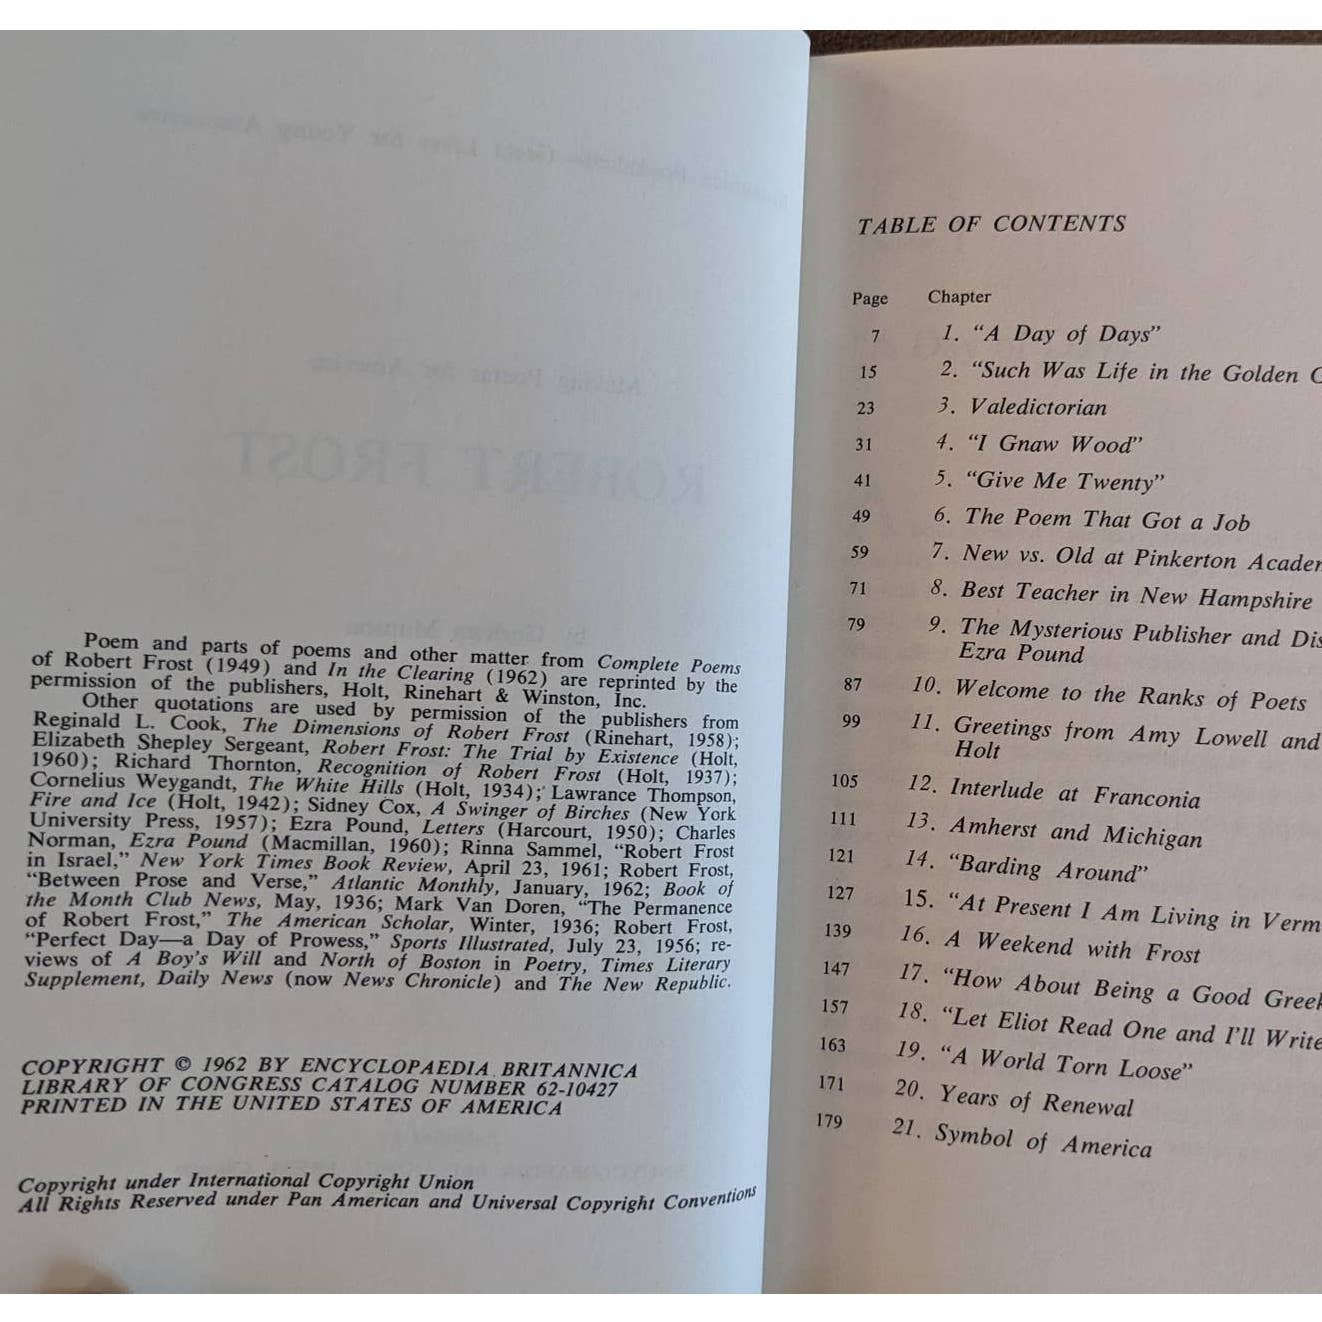 Poem and parts of poems and other matter from Complete Poems
of Robert Frost (1949) and In the Clearing (1962) are reprinted by the
permission of the publishers, Holt, Rinehart & Winston, Inc.
Other quotations are used by permission of the publishers from
Reginald L. Cook, The Dimensions of Robert Frost (Rinehart, 1958);
Elizabeth Shepley Sergeant, Robert Frost: The Trial by Existence (Holt,
1960); Richard Thornton, Recognition of Robert Frost (Holt, 1937);
Cornelius Weygandt, The White Hills (Holt, 1934); Lawrance Thompson,
Fire and Ice (Holt, 1942); Sidney Cox, A Swinger of Birches (New York
University Press, 1957); Ezra Pound, Letters (Harcourt, 1950); Charles
Norman, Ezra Pound (Macmillan, 1960); Rinna Sammel, “Robert Frost
in Israel,” New York Times Book Review, April 23, 1961; Robert Frost,
“Between Prose and Verse,” Atlantic Monthly, January, 1962; Book of
the Month Club News, May, 1936; Mark Van Doren, “The Permanence
of Robert Frost,” The American Scholar, Winter, 1936; Robert Frost,
“Perfect Day—a Day of Prowess,” Sports Illustrated, July 23, 1956; re-
views of A Boy’s Will and North of Boston in Poetry, Times Literary
Supplement, Daily News (now News Chronicle) and The New Republic.
COPYRIGHT © 1962 BY ENCYCLOPAEDIA BRITANNICA
LIBRARY OF CONGRESS CATALOG NUMBER 62-10427
PRINTED IN THE UNITED STATES OF AMERICA
Copyright under International Copyright Union
All Rights Reserved under Pan American and Universal Copyright Conventions
TABLE OF CONTENTS
Page Chapter
7 1. “A Day of Days”
15 2. “Such Was Life in the Golden
23 3. Valedictorian
31 4. “I Gnaw Wood”
41 5. “Give Me Twenty”
49 6. The Poem That Got a Job
59 7. New vs. Old at Pinkerton
71 8. Best Teacher in New Hampshire
79 9. The Mysterious Publisher and
Ezra Pound
87 10. Welcome to the Ranks of Poets
99 11. Greetings from Amy Lowell and
Holt
105 12. Interlude at Franconia
111 13. Amherst and Michigan
121 14. “Barding Around”
127 15. “At Present I Am Living in
139 16. A Weekend with Frost
147 17. “How About Being a Good
157 18. “Let Eliot Read One and I’ll Write
163 19. “A World Torn Loose”
171 20. Years of Renewal
179 21. Symbol of America